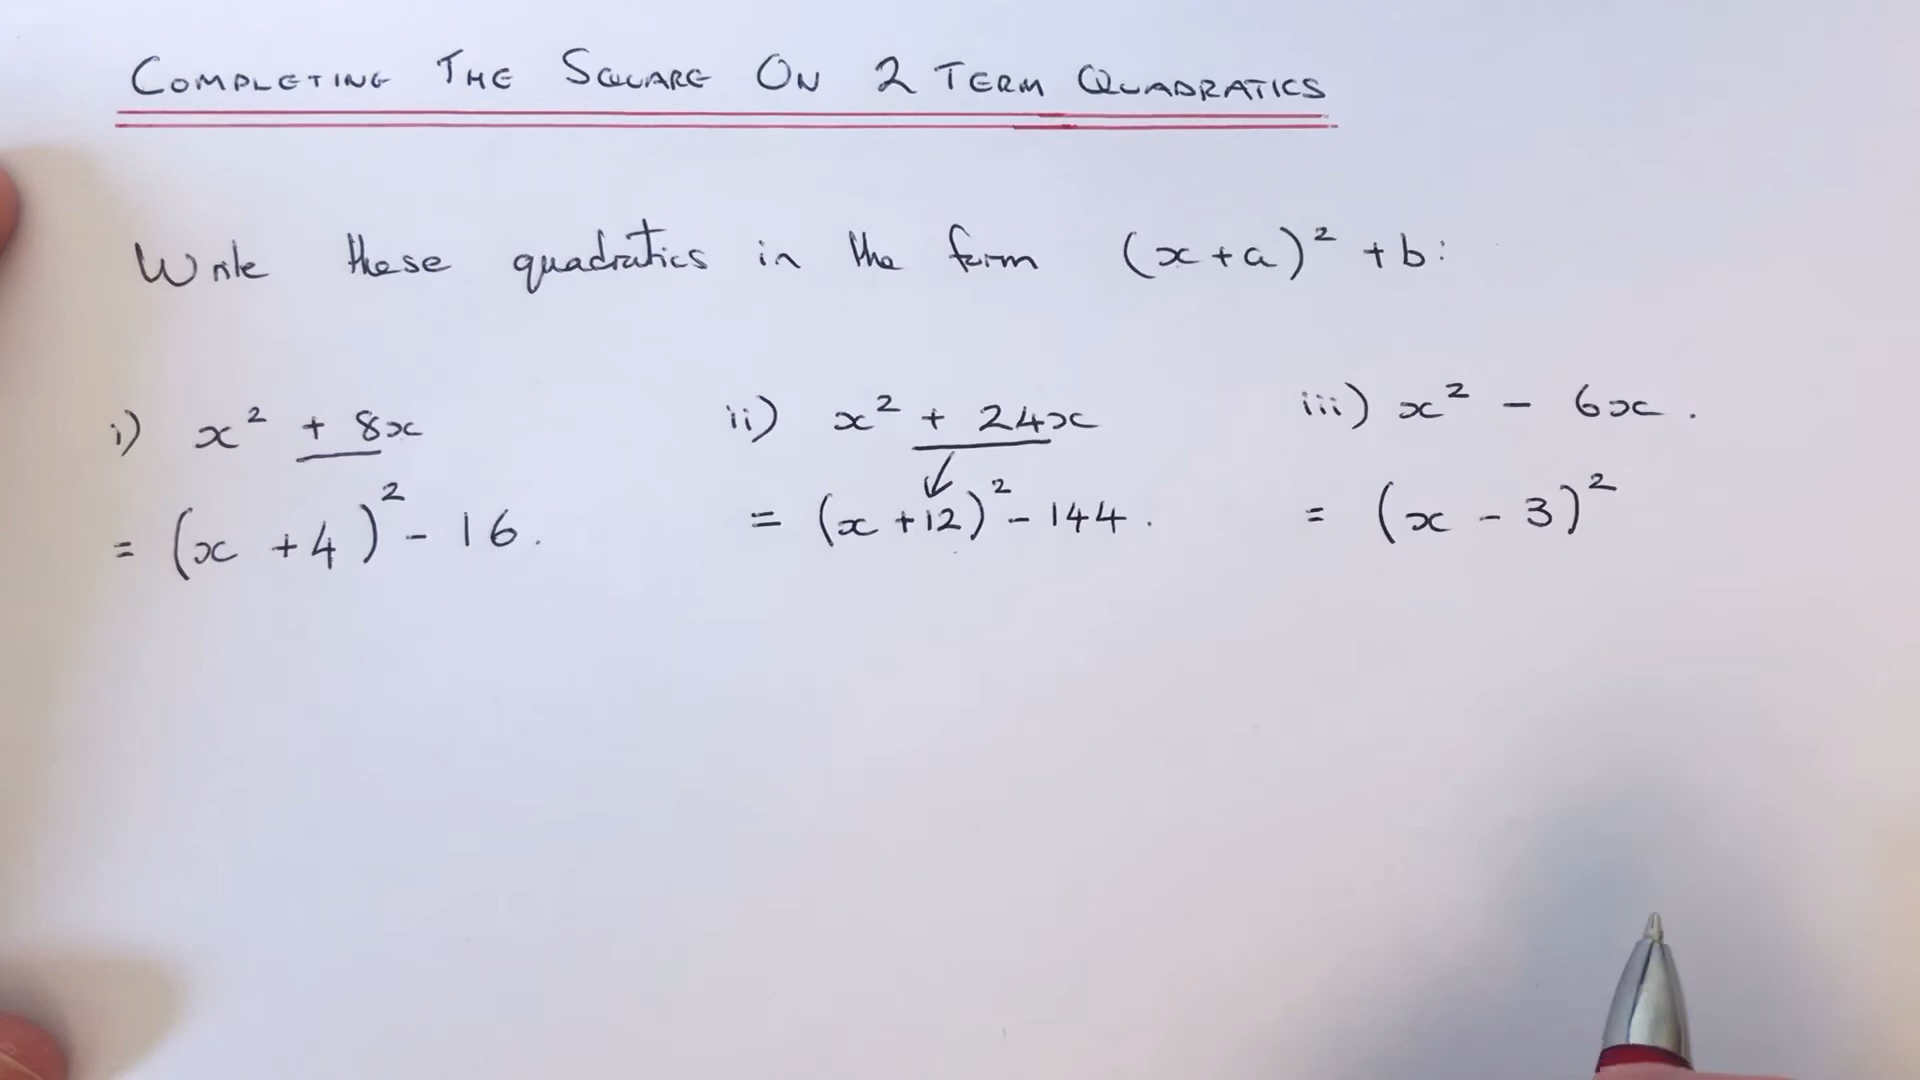 COMPLETING THE SQUARE ON 2 TERM QUADRATICS
Write these quadratics in the form (x+a)² + b:
i) x² + 8x
= (x +4)² - 16.
ii) x² + 24x
= (x +12)² - 144.
iii) x² - 6x.
= (x - 3)²